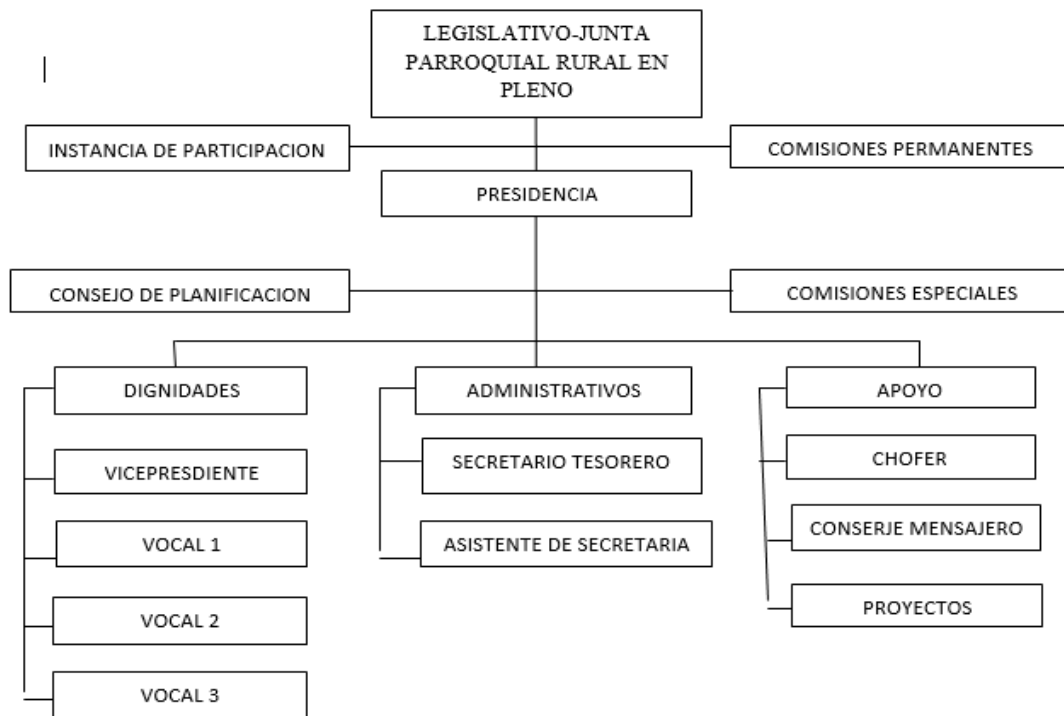 LEGISLATIVO-JUNTA
PARROQUIAL RURAL EN
PLENO
INSTANCIA DE PARTICIPACION
COMISIONES PERMANENTES
PRESIDENCIA
CONSEJO DE PLANIFICACION
COMISIONES ESPECIALES
DIGNIDADES
VICEPRESDIENTE
VOCAL 1
VOCAL 2
VOCAL 3
ADMINISTRATIVOS
SECRETARIO TESORERO
ASISTENTE DE SECRETARIA
APOYO
CHOFER
CONSERJE MENSAJERO
PROYECTOS